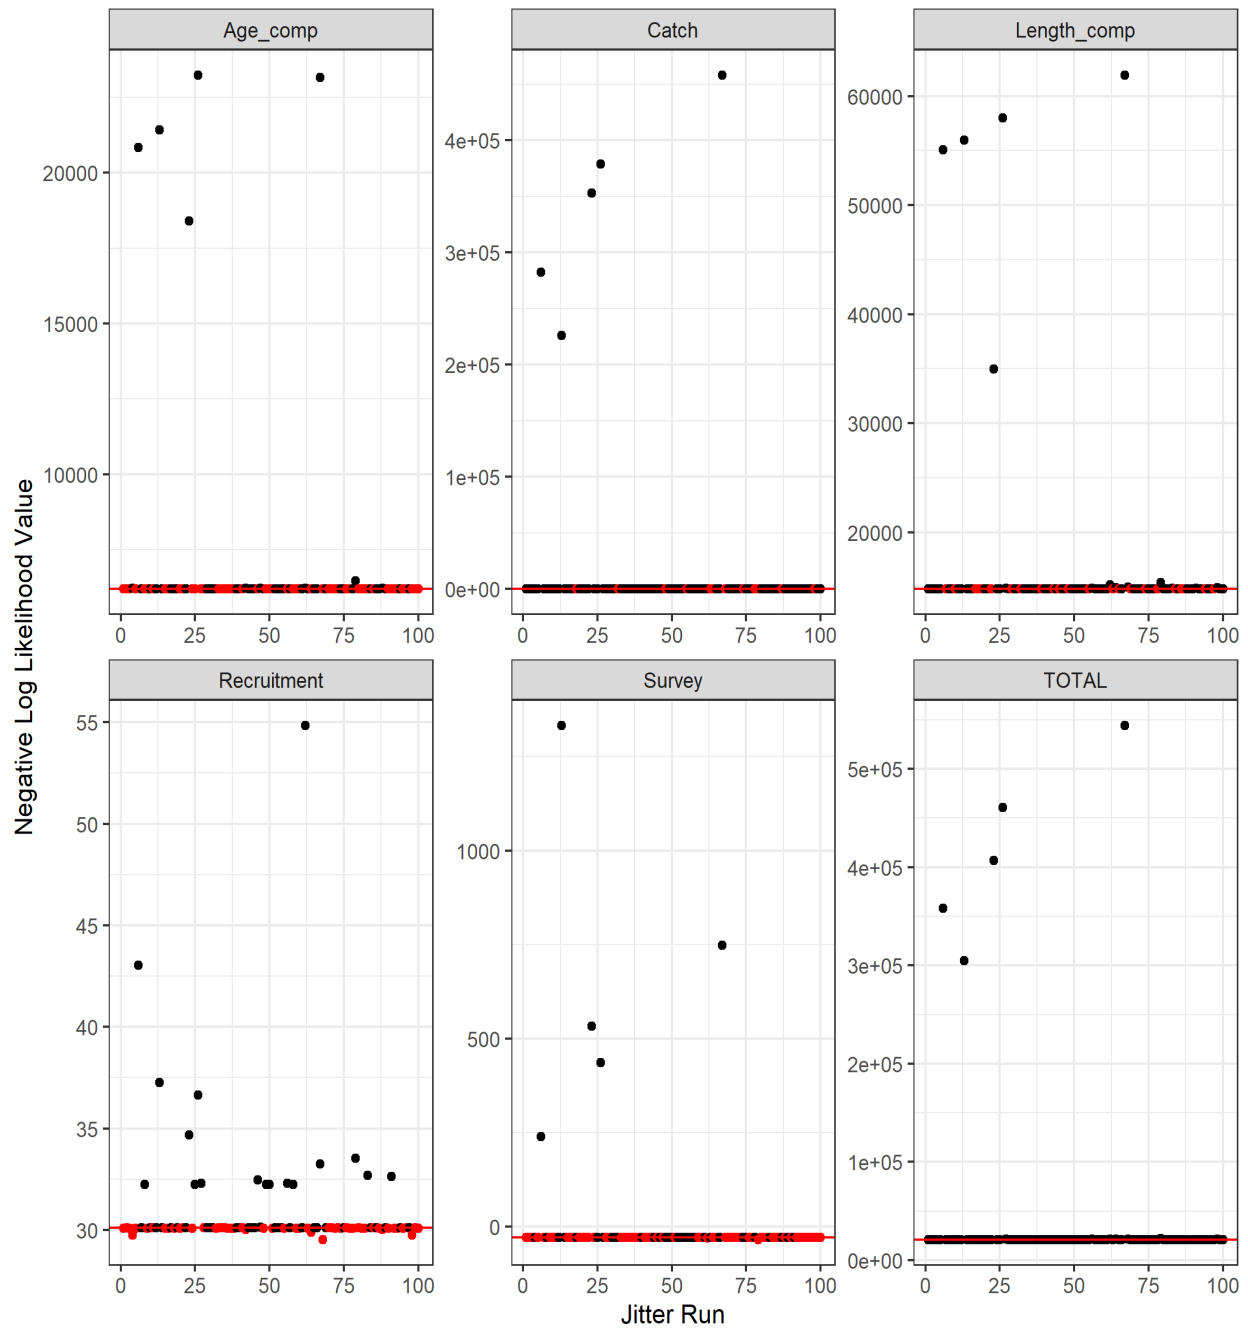 Age_comp Catch Length_comp
20000
15000
10000
0 25 50 75 100
4e+05
3e+05
2e+05
1e+05
0e+00
0 25 50 75 100
60000
50000
40000
30000
20000
0 25 50 75 100
Negative Log Likelihood Value
Recruitment Survey TOTAL
55
50
45
40
35
30
0 25 50 75 100
1000
500
0
0 25 50 75 100
5e+05
4e+05
3e+05
2e+05
1e+05
0e+00
0 25 50 75 100
Jitter Run